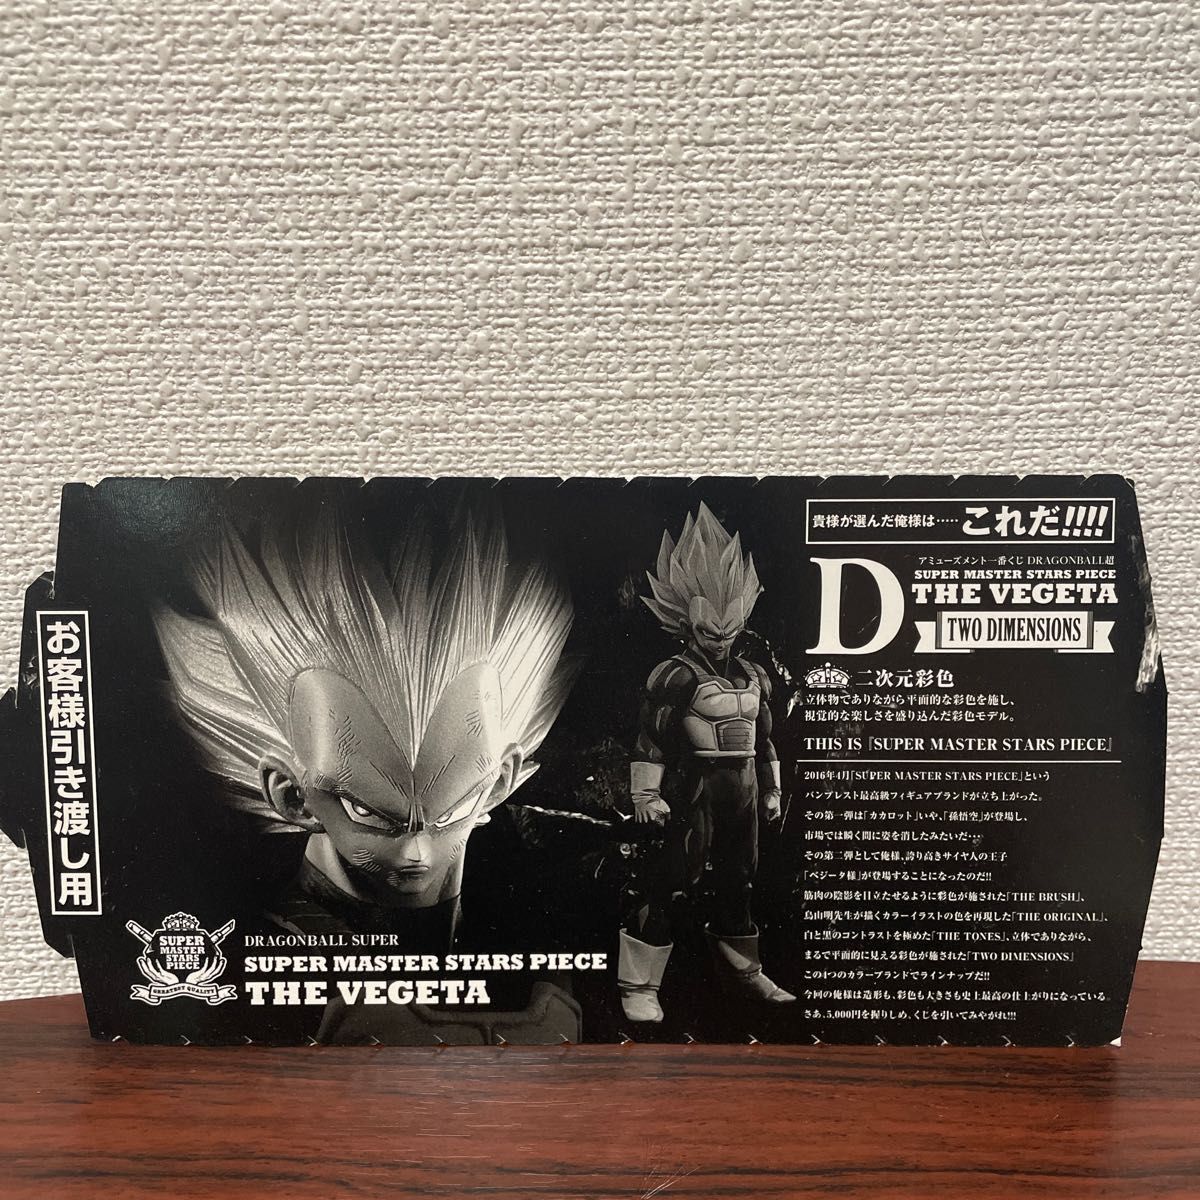 お客様引き渡し用
SUPER
MASTER
STARS
PIECE
GREATEST QUALITY
DRAGONBALL SUPER
SUPER MASTER STARS PIECE
THE VEGETA
貴様が選んだ俺様は……これだ!!!!
D
アミューズメント一番くじ DRAGONBALL超
SUPER MASTER STARS PIECE
THE VEGETA
TWO DIMENSIONS
二次元彩色
立体物でありながら平面的な彩色を施し、
視覚的な楽しさを盛り込んだ彩色モデル。
THIS IS『SUPER MASTER STARS PIECE』
2016年4月「SUPER MASTER STARS PIECE」という
バンプレスト最高級フィギュアブランドが立ち上がった。
その第一弾は「カカロット」いや、「孫悟空」が登場し、
市場では瞬く間に姿を消したみたいだ…
その第二弾として俺様、誇り高きサイヤ人の王子
「ベジータ様」が登場することになったのだ!!
筋肉の陰影を目立たせるように彩色が施された「THE BRUSH」、
鳥山明先生が描くカラーイラストの色を再現した「THE ORIGINAL」、
白と黒のコントラストを極めた「THE TONES」、立体でありながら、
まるで平面的に見える彩色が施された「TWO DIMENSIONS」
この4つのカラーブランドでラインナップだ!!
今回の俺様は造形も、彩色も大きさも史上最高の仕上がりになっている。
さあ、5,000円を握りしめ、くじを引いてみやがれ!!!